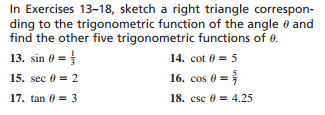 In Exercises 13–18, sketch a right triangle correspon-
ding to the trigonometric function of the angle θ and
find the other five trigonometric functions of θ.
13. sin θ = 1/3 14. cot θ = 5
15. sec θ = 2 16. cos θ = 5/7
17. tan θ = 3 18. csc θ = 4.25